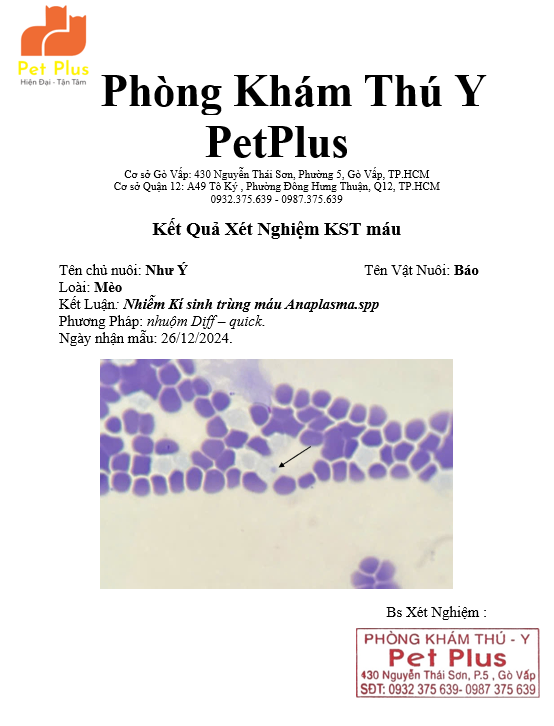 Pet Plus
Hiện Đại - Tận Tâm
Phòng Khám Thú Y
PetPlus
Cơ sở Gò Vấp: 430 Nguyễn Thái Sơn, Phường 5, Gò Vấp, TP.HCM
Cơ sở Quận 12: A49 Tô Ký , Phường Đông Hưng Thuận, Q12, TP.HCM
0932.375.639 - 0987.375.639
Kết Quả Xét Nghiệm KST máu
Tên chủ nuôi: Như Ý Tên Vật Nuôi: Báo
Loài: Mèo
Kết Luận: Nhiễm Kí sinh trùng máu Anaplasma.spp
Phương Pháp: nhuộm Diff – quick.
Ngày nhận mẫu: 26/12/2024.
Bs Xét Nghiệm :
PHÒNG KHÁM THÚ - Y
Pet Plus
430 Nguyễn Thái Sơn, P.5 , Gò Vấp
SĐT: 0932 375 639- 0987 375 639